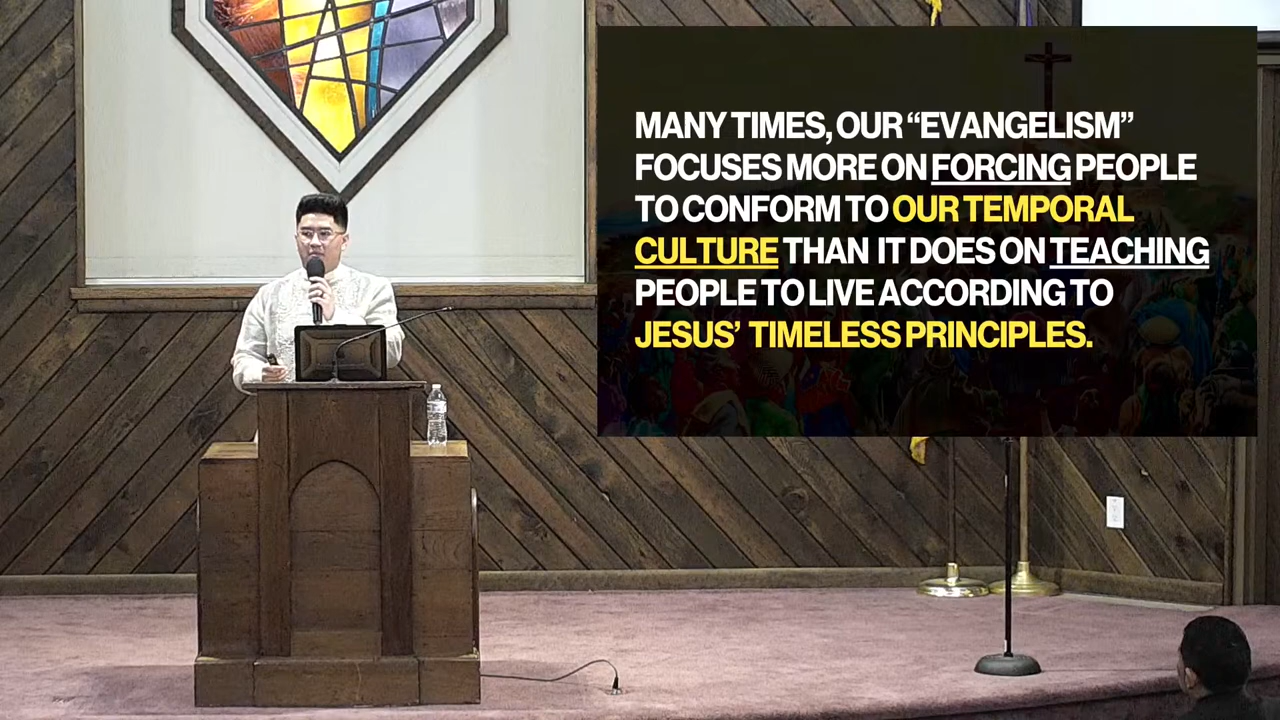 MANY TIMES, OUR “EVANGELISM”
FOCUSES MORE ON FORCING PEOPLE
TO CONFORM TO OUR TEMPORAL
CULTURE THAN IT DOES ON TEACHING
PEOPLE TO LIVE ACCORDING TO
JESUS’ TIMELESS PRINCIPLES.